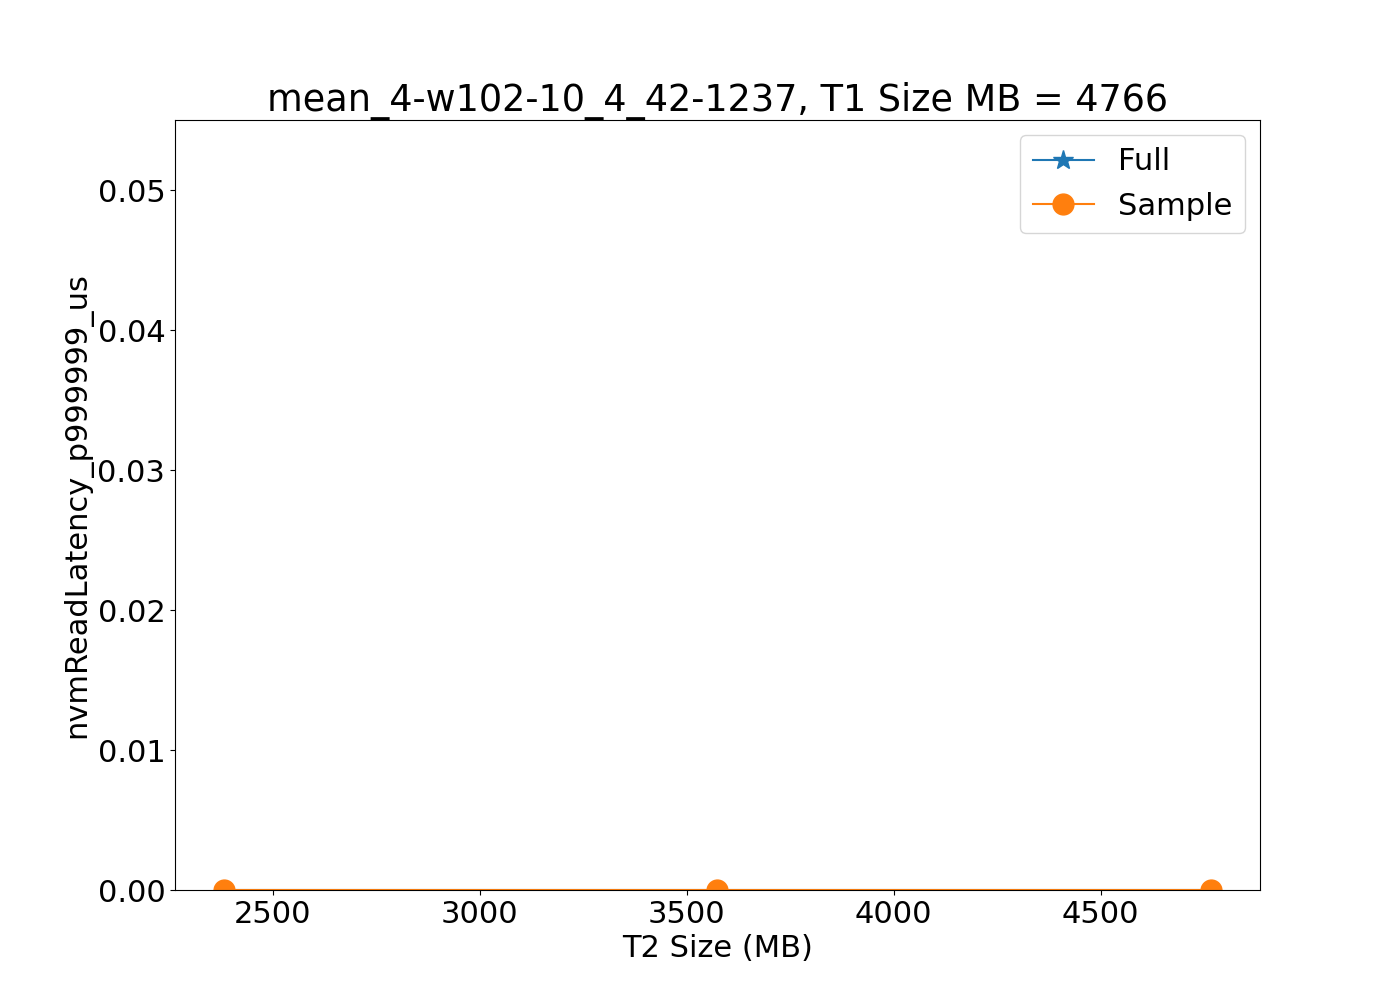 mean_4-w102-10_4_42-1237, T1 Size MB = 4766
Full
Sample
nvmReadLatency_p999999_us
0.05
0.04
0.03
0.02
0.01
0.00
2500
3000
3500
4000
4500
T2 Size (MB)